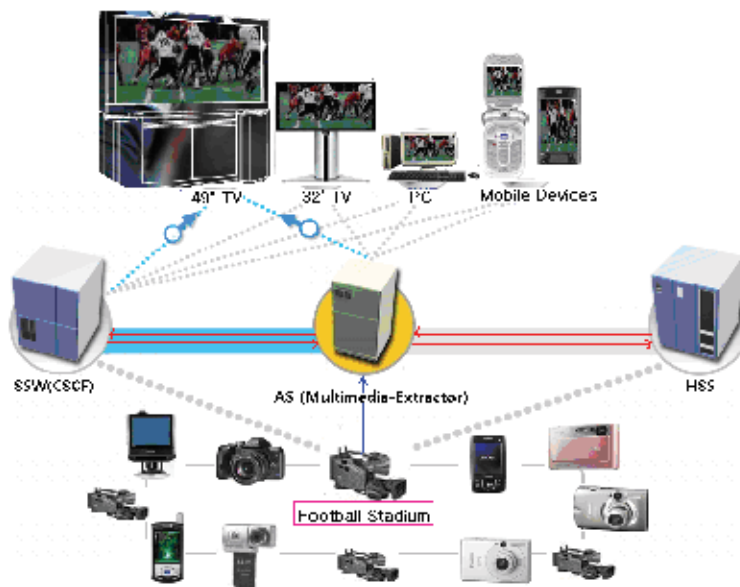 49" TV
32" TV
PC
Mobile Devices
SSW(CSCF)
AS (Multimedia-Extractor)
HSS
Football Stadium